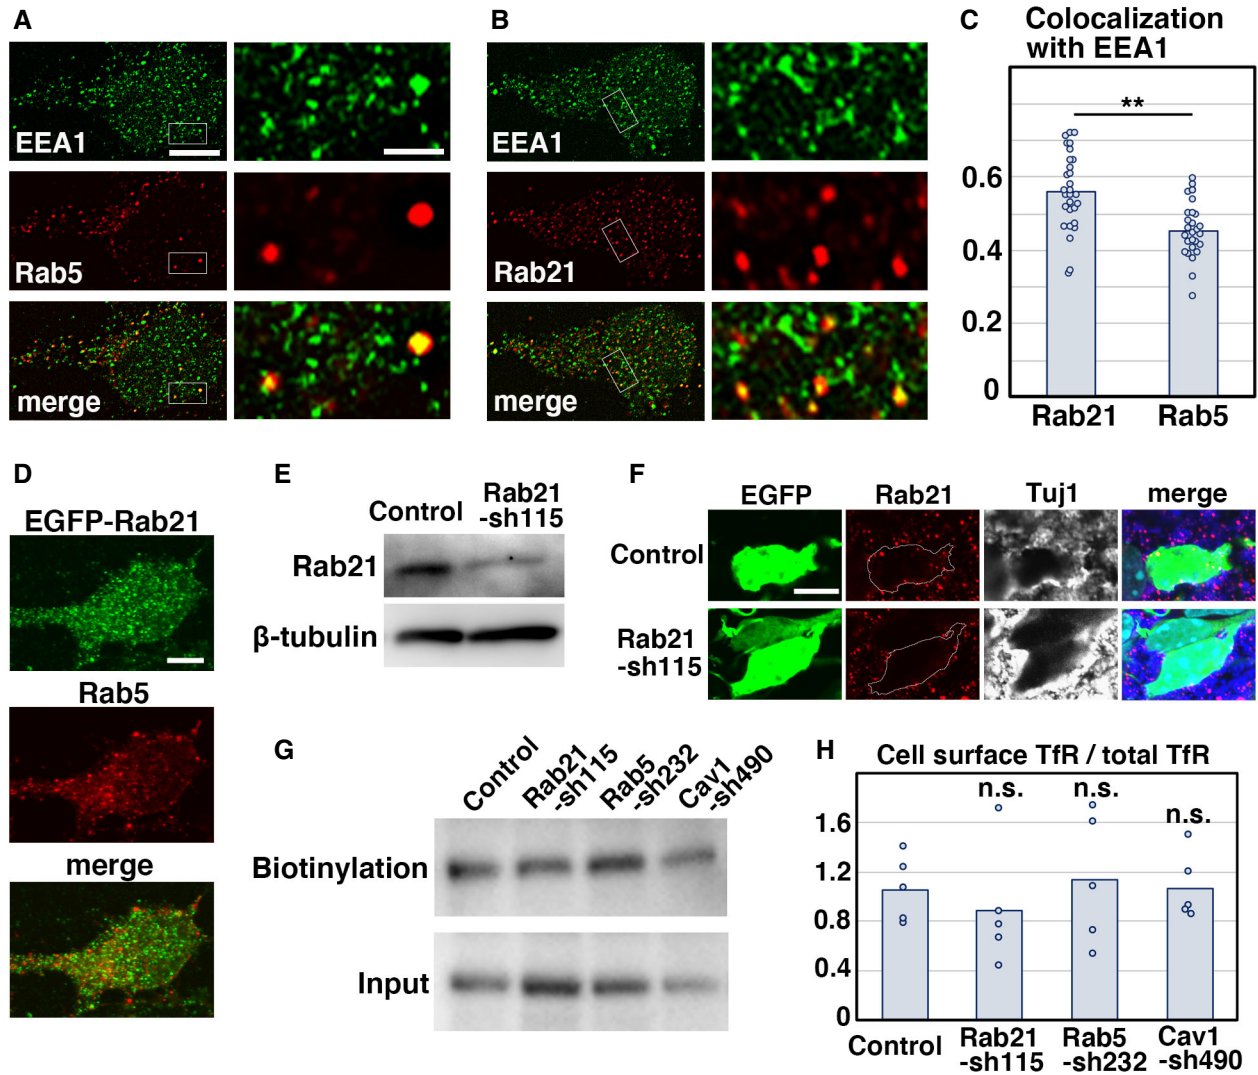 A
EEA1
Rab5
merge
B
EEA1
Rab21
merge
C
Colocalization
with EEA1
**
0.6
0.4
0.2
0
Rab21
Rab5
D
EGFP-Rab21
Rab5
merge
E
Control
Rab21
-sh115
Rab21
β-tubulin
F
EGFP
Rab21
Tuj1
merge
Control
Rab21
-sh115
G
Control
Rab21
-sh115
Rab5
-sh232
Cav1
-sh490
Biotinylation
Input
H
Cell surface TfR / total TfR
n.s.
n.s.
n.s.
1.6
1.2
0.8
0.4
0
Control
Rab21
-sh115
Rab5
-sh232
Cav1
-sh490